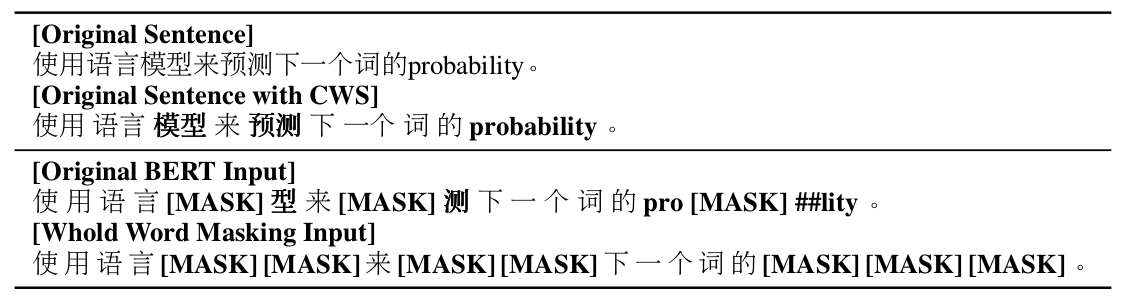 [Original Sentence]
使用语言模型来预测下一个词的probability。
[Original Sentence with CWS]
使用 语言 模型 来 预测 下 一个 词 的 probability 。
[Original BERT Input]
使 用 语 言 [MASK] 型 来 [MASK] 测 下 一 个 词 的 pro [MASK] ##lity 。
[Whold Word Masking Input]
使 用 语 言 [MASK] [MASK] 来 [MASK] [MASK] 下 一 个 词 的 [MASK] [MASK] [MASK] 。